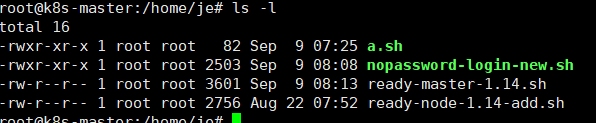 root@k8s-master:/home/je# ls -l
total 16
-rwxr-xr-x 1 root root   82 Sep  9 07:25 a.sh
-rwxr-xr-x 1 root root 2503 Sep  9 08:08 nopassword-login-new.sh
-rw-r--r-- 1 root root 3601 Sep  9 08:13 ready-master-1.14.sh
-rw-r--r-- 1 root root 2756 Aug 22 07:52 ready-node-1.14-add.sh
root@k8s-master:/home/je#